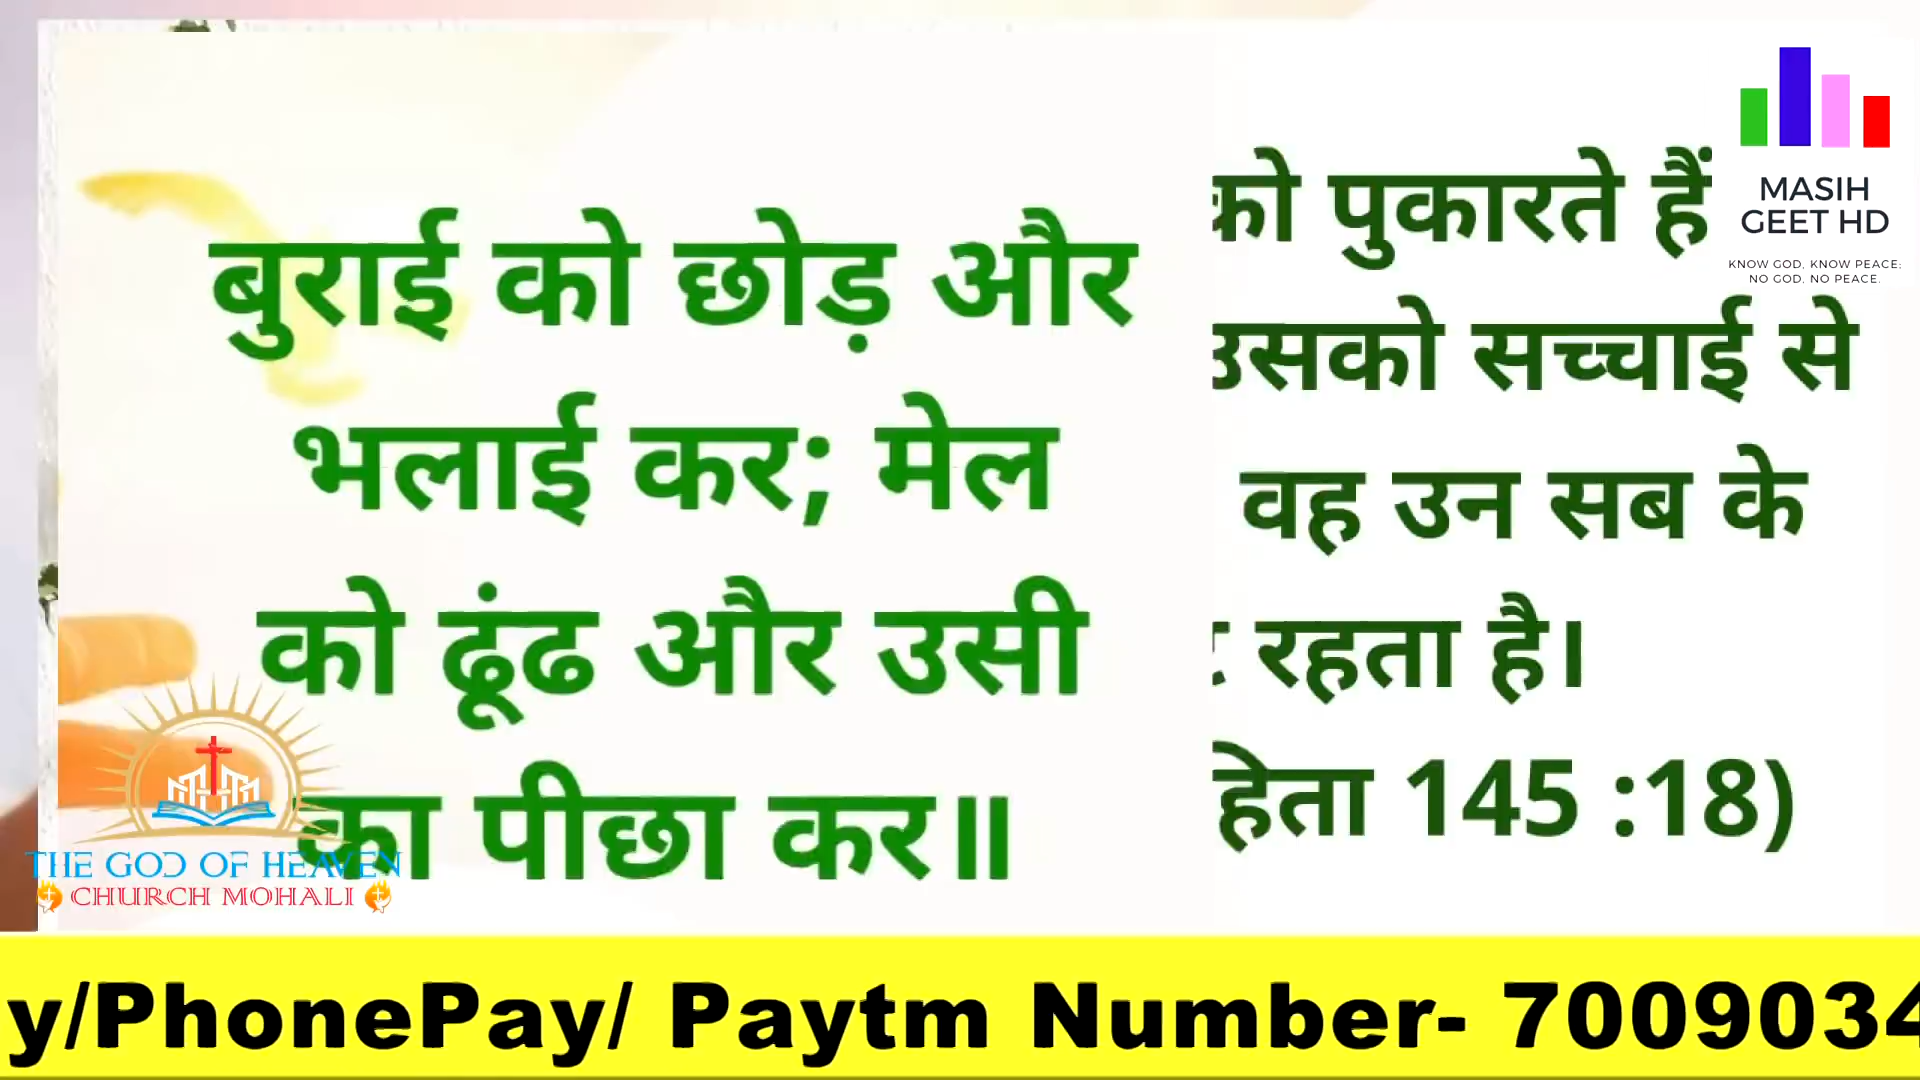 बुराई को छोड़ और
भलाई कर; मेल
को ढूंढ और उसी
का पीछा कर॥
को पुकारते हैं
उसको सच्चाई से
वह उन सब के
रहता है।
145 :18)
MASIH
GEET HD
KNOW GOD, KNOW PEACE;
NO GOD, NO PEACE.
THE GOD OF HEAVEN
CHURCH MOHALI
y/PhonePay/ Paytm Number- 7009034